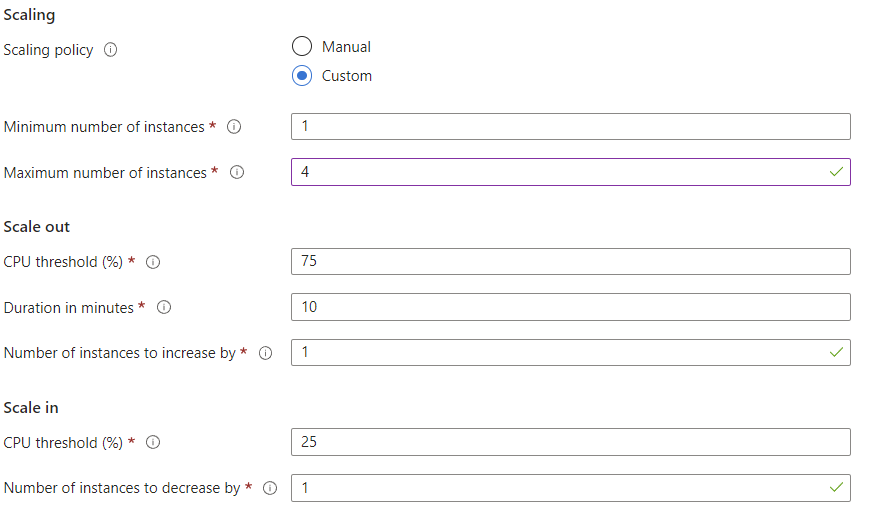 Scaling
Scaling policy
Manual
Custom
Minimum number of instances * 1
Maximum number of instances * 4
Scale out
CPU threshold (%) * 75
Duration in minutes * 10
Number of instances to increase by * 1
Scale in
CPU threshold (%) * 25
Number of instances to decrease by * 1